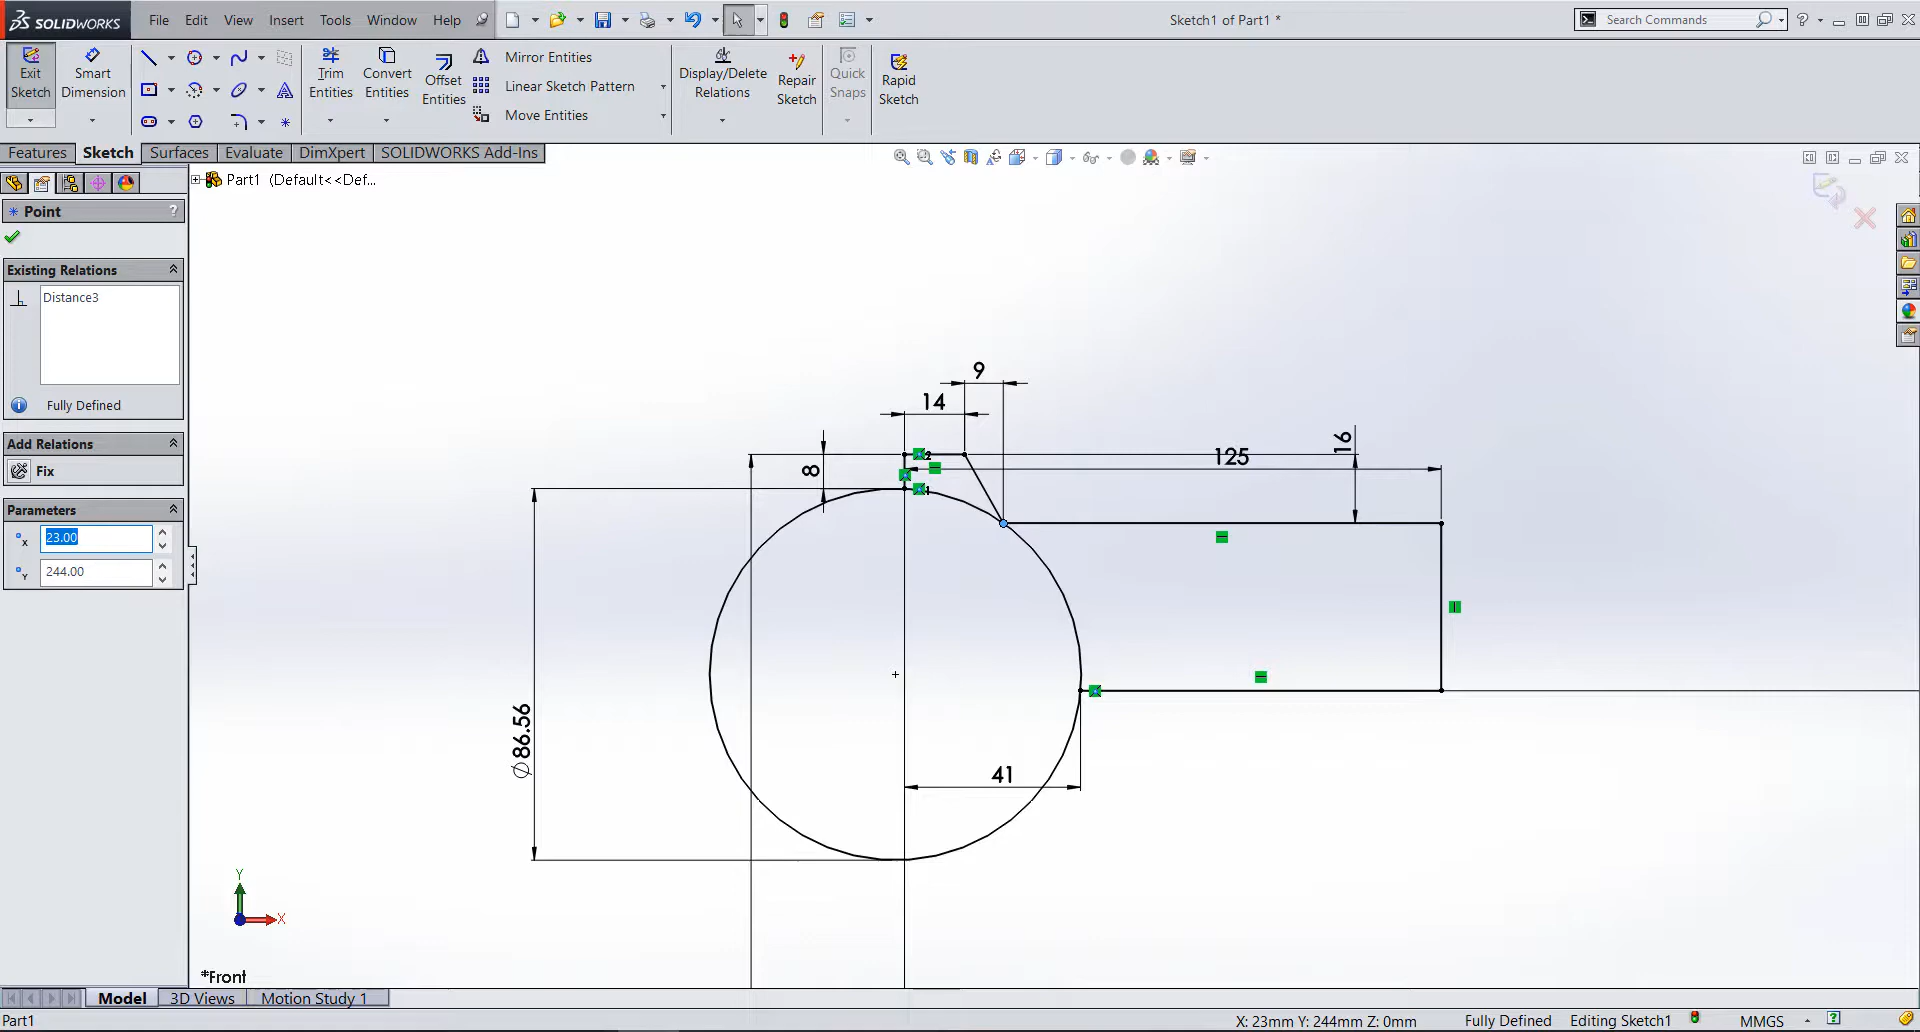 SOLIDWORKS File Edit View Insert Tools Window Help Sketch1 of Part1 * Search Commands
Exit Sketch
Smart Dimension
Trim Entities
Convert Entities
Offset Entities
Mirror Entities
Linear Sketch Pattern
Move Entities
Display/Delete Relations
Repair Sketch
Quick Snaps
Rapid Sketch
Features Sketch Surfaces Evaluate DimXpert SOLIDWORKS Add-Ins
Part1 (Default<<Def...
Point ?
Existing Relations
Distance3
Fully Defined
Add Relations
Fix
Parameters
x 23.00
Y 244.00
9
14
8
2
1
125
16
Ø86.56
41
Y
X
*Front
Model 3D Views Motion Study 1
Part1 X: 23mm Y: 244mm Z: 0mm Fully Defined Editing Sketch1 MMGS